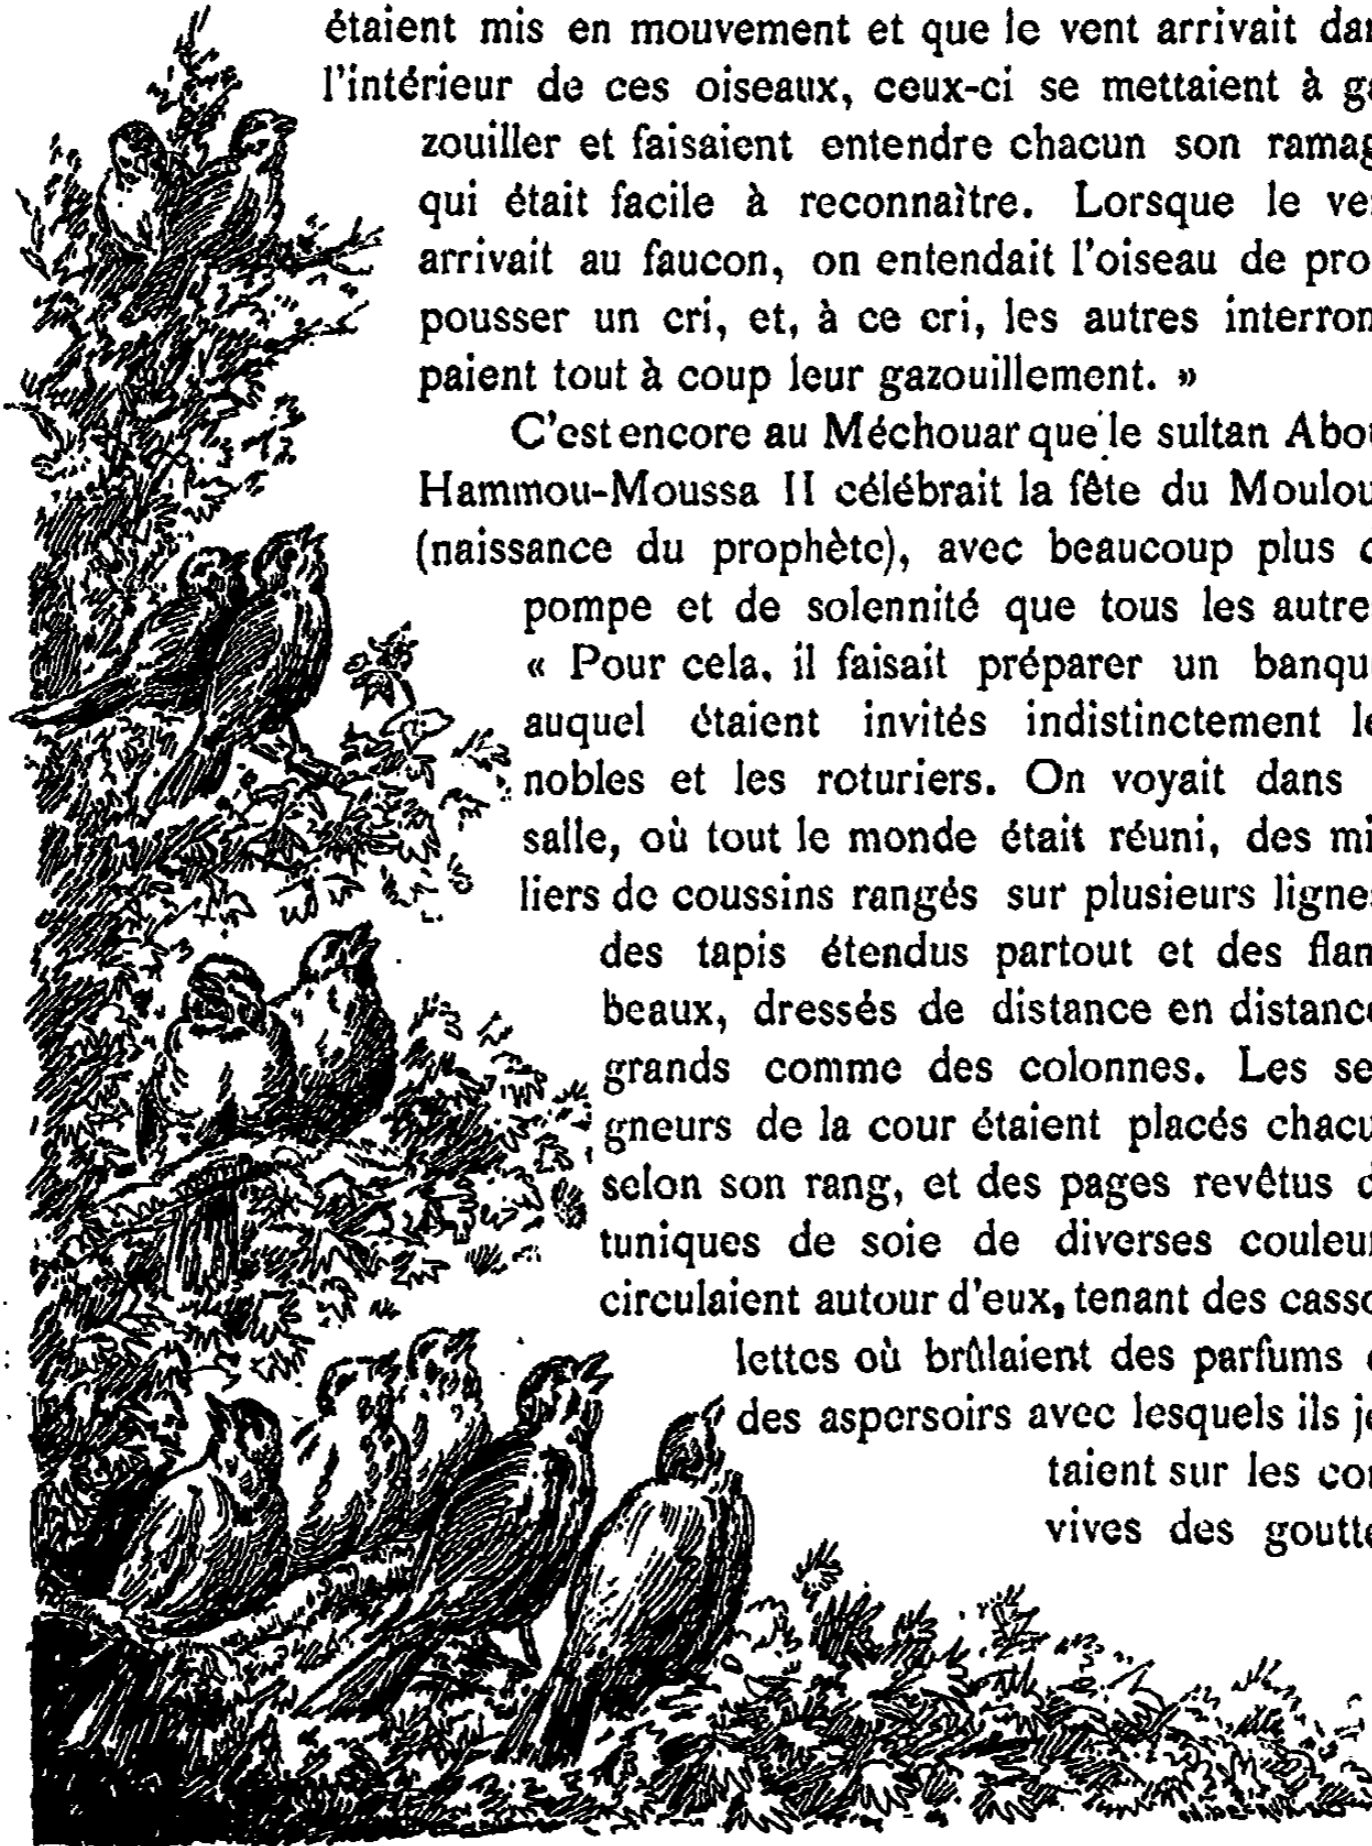 étaient mis en mouvement et que le vent arrivait dan
l'intérieur de ces oiseaux, ceux-ci se mettaient à ga
zouiller et faisaient entendre chacun son ramag
qui était facile à reconnaître. Lorsque le ve
arrivait au faucon, on entendait l'oiseau de proi
pousser un cri, et, à ce cri, les autres interrom
paient tout à coup leur gazouillement. »
C'est encore au Méchouar que le sultan Abou
Hammou-Moussa II célébrait la fête du Moulou
(naissance du prophète), avec beaucoup plus d
pompe et de solennité que tous les autre
« Pour cela, il faisait préparer un banqu
auquel étaient invités indistinctement le
nobles et les roturiers. On voyait dans
salle, où tout le monde était réuni, des mil
liers de coussins rangés sur plusieurs lignes
des tapis étendus partout et des flam
beaux, dressés de distance en distance
grands comme des colonnes. Les sei
gneurs de la cour étaient placés chacu
selon son rang, et des pages revêtus d
tuniques de soie de diverses couleur
circulaient autour d'eux, tenant des casso
lettes où brûlaient des parfums e
des aspersoirs avec lesquels ils je
taient sur les con
vives des goutte